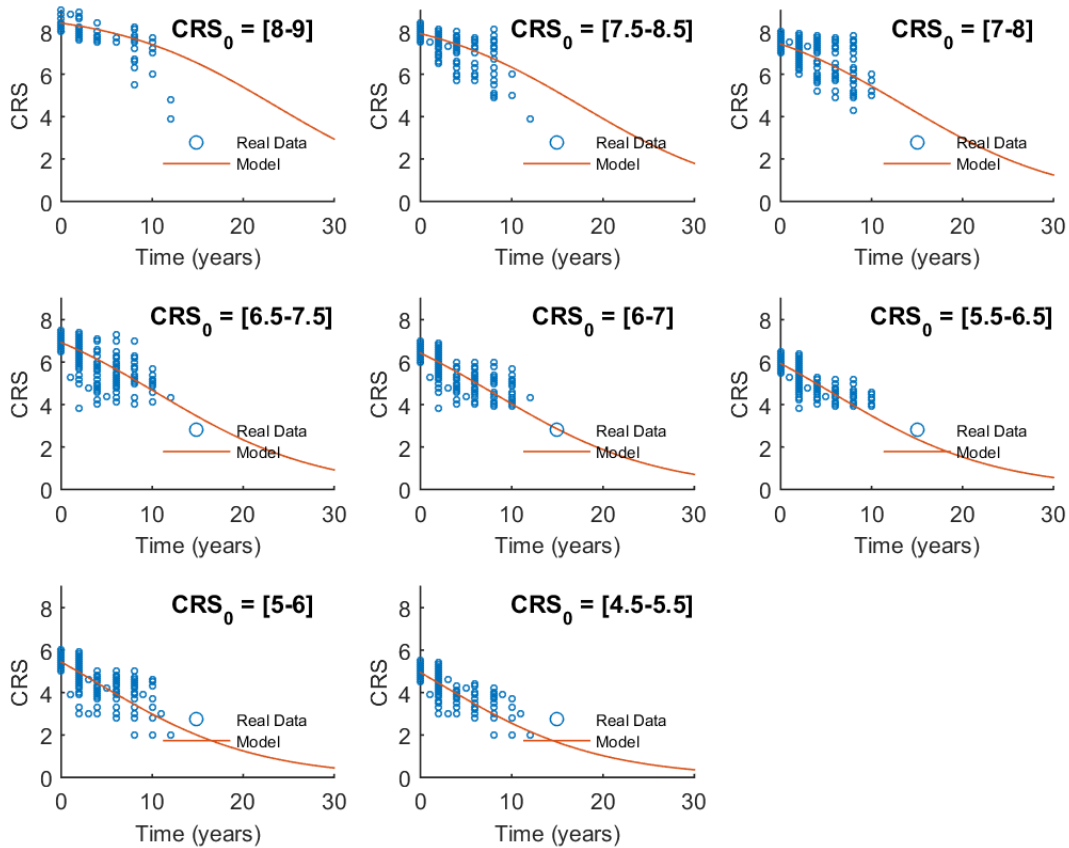 CRS₀ = [8-9]
8
6
4
2
0
CRS
Real Data
Model
0 10 20 30
Time (years)
CRS₀ = [7.5-8.5]
8
6
4
2
0
CRS
Real Data
Model
0 10 20 30
Time (years)
CRS₀ = [7-8]
8
6
4
2
0
CRS
Real Data
Model
0 10 20 30
Time (years)
CRS₀ = [6.5-7.5]
8
6
4
2
0
CRS
Real Data
Model
0 10 20 30
Time (years)
CRS₀ = [6-7]
8
6
4
2
0
CRS
Real Data
Model
0 10 20 30
Time (years)
CRS₀ = [5.5-6.5]
8
6
4
2
0
CRS
Real Data
Model
0 10 20 30
Time (years)
CRS₀ = [5-6]
8
6
4
2
0
CRS
Real Data
Model
0 10 20 30
Time (years)
CRS₀ = [4.5-5.5]
8
6
4
2
0
CRS
Real Data
Model
0 10 20 30
Time (years)